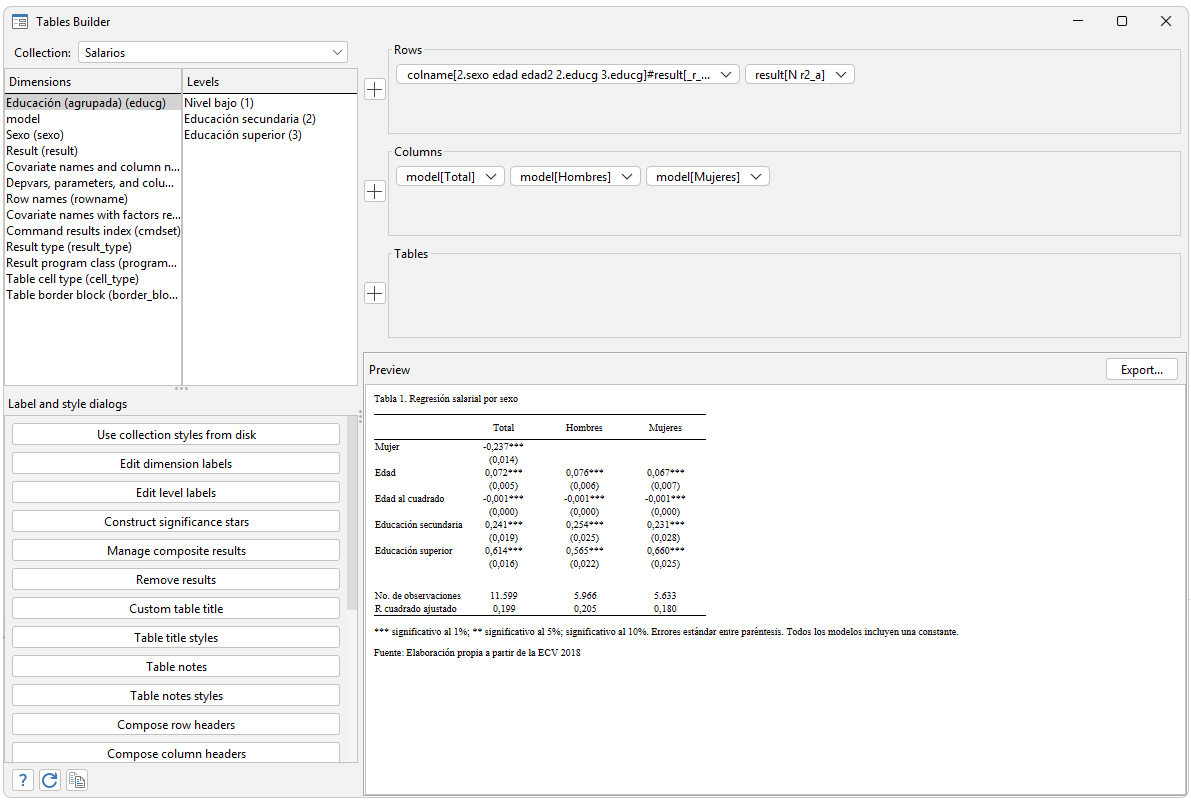 Tables Builder
Collection: Salarios
Dimensions Levels
Educación (agrupada) (educg)
model
Sexo (sexo)
Result (result)
Covariate names and column n...
Depvars, parameters, and colu...
Row names (rowname)
Covariate names with factors re...
Command results index (cmdset)
Result type (result_type)
Result program class (program...
Table cell type (cell_type)
Table border block (border_blo...
Nivel bajo (1)
Educación secundaria (2)
Educación superior (3)
Label and style dialogs
Use collection styles from disk
Edit dimension labels
Edit level labels
Construct significance stars
Manage composite results
Remove results
Custom table title
Table title styles
Table notes
Table notes styles
Compose row headers
Compose column headers
?
Rows
colname[2.sexo edad edad2 2.educg 3.educg]#result[_r_... result[N r2_a]
Columns
model[Total] model[Hombres] model[Mujeres]
Tables
Preview Export...
Tabla 1. Regresión salarial por sexo
Total Hombres Mujeres
Mujer -0,237***
(0,014)
Edad 0,072*** 0,076*** 0,067***
(0,005) (0,006) (0,007)
Edad al cuadrado -0,001*** -0,001*** -0,001***
(0,000) (0,000) (0,000)
Educación secundaria 0,241*** 0,254*** 0,231***
(0,019) (0,025) (0,028)
Educación superior 0,614*** 0,565*** 0,660***
(0,016) (0,022) (0,025)
No. de observaciones 11.599 5.966 5.633
R cuadrado ajustado 0,199 0,205 0,180
*** significativo al 1%; ** significativo al 5%; significativo al 10%. Errores estándar entre paréntesis. Todos los modelos incluyen una constante.
Fuente: Elaboración propia a partir de la ECV 2018